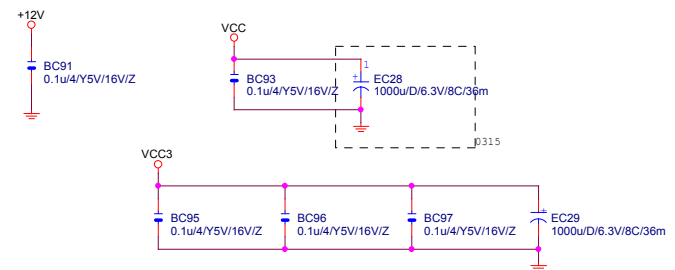 +12V
BC91
0.1u/4/Y5V/16V/Z
VCC
BC93
0.1u/4/Y5V/16V/Z
1
+
EC28
1000u/D/6.3V/8C/36m
0315
VCC3
BC95
0.1u/4/Y5V/16V/Z
BC96
0.1u/4/Y5V/16V/Z
BC97
0.1u/4/Y5V/16V/Z
+
EC29
1000u/D/6.3V/8C/36m